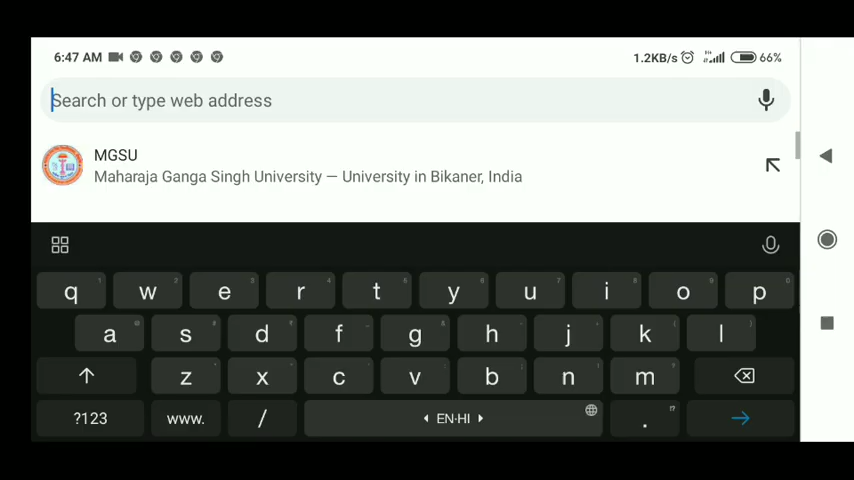 6:47 AM 1.2KB/s 66%
Search or type web address
MGSU
Maharaja Ganga Singh University — University in Bikaner, India
q w e r t y u i o p
a s d f g h j k l
z x c v b n m
?123 www. / EN·HI .